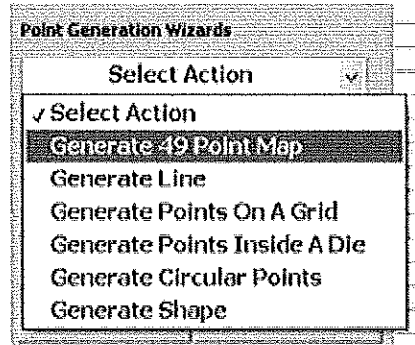 Point Generation Wizards
Select Action
✓ Select Action
Generate 49 Point Map
Generate Line
Generate Points On A Grid
Generate Points Inside A Die
Generate Circular Points
Generate Shape